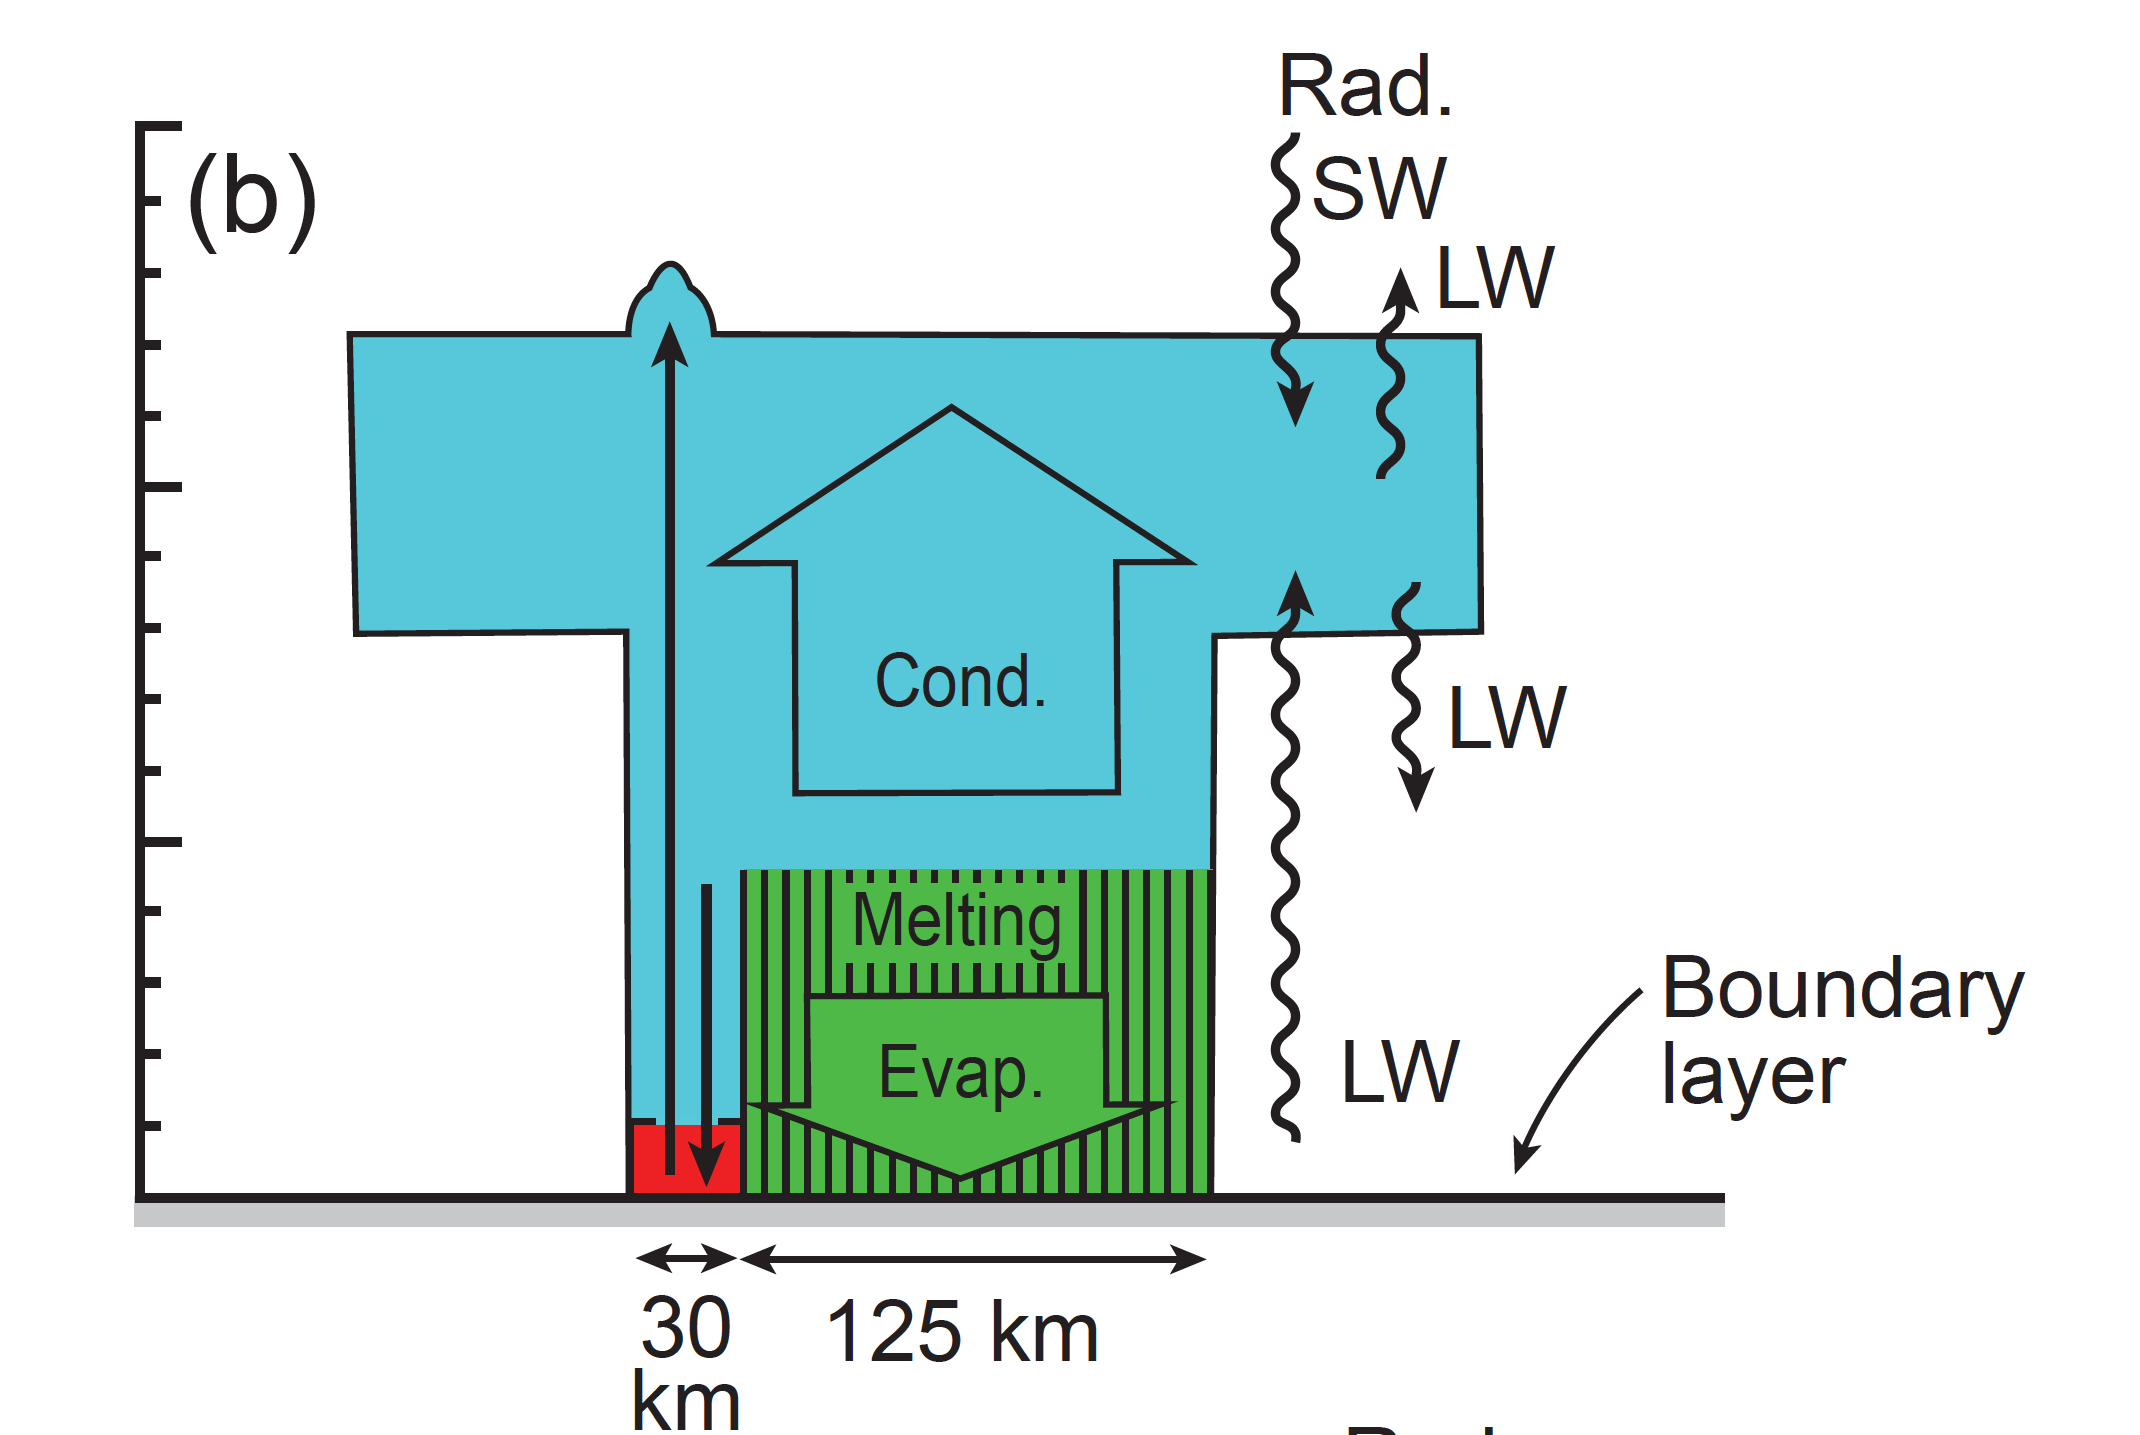 Rad.
(b)
SW
LW
Cond.
LW
Melting
Boundary
layer
Evap.
LW
30
km
125 km